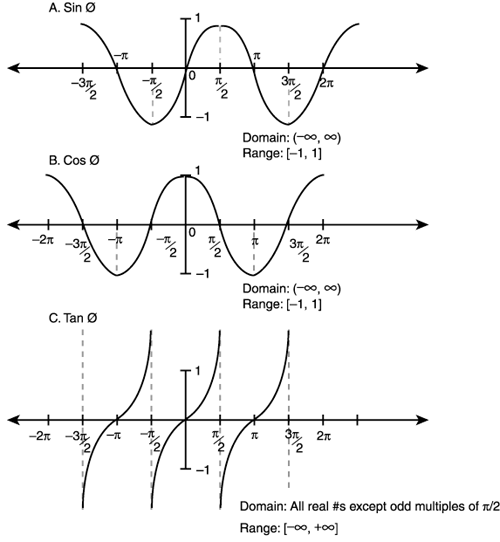 A. Sin Ø
1
−π π
−3π/2 −π/2 0 π/2 3π/2 2π
−1
Domain: (−∞, ∞)
Range: [−1, 1]
B. Cos Ø
1
0
−2π −3π/2 −π −π/2 π/2 π 3π/2 2π
−1
Domain: (−∞, ∞)
Range: [−1, 1]
C. Tan Ø
1
−2π −3π/2 −π −π/2 π/2 π 3π/2 2π
−1
Domain: All real #s except odd multiples of π/2
Range: [−∞, +∞]